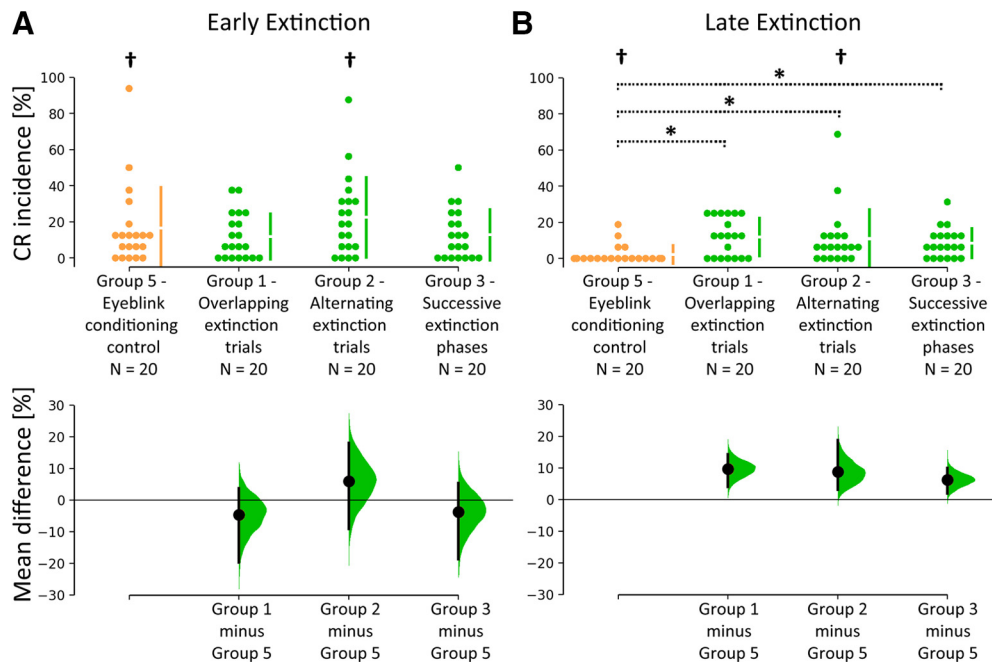 A Early Extinction
B Late Extinction
† †
† †
*
*
*
CR incidence [%]
100
80
60
40
20
0
Group 5 -
Eyeblink
conditioning
control
N = 20
Group 1 -
Overlapping
extinction
trials
N = 20
Group 2 -
Alternating
extinction
trials
N = 20
Group 3 -
Successive
extinction
phases
N = 20
100
80
60
40
20
0
Group 5 -
Eyeblink
conditioning
control
N = 20
Group 1 -
Overlapping
extinction
trials
N = 20
Group 2 -
Alternating
extinction
trials
N = 20
Group 3 -
Successive
extinction
phases
N = 20
Mean difference [%]
30
20
10
0
−10
−20
−30
Group 1
minus
Group 5
Group 2
minus
Group 5
Group 3
minus
Group 5
30
20
10
0
−10
−20
−30
Group 1
minus
Group 5
Group 2
minus
Group 5
Group 3
minus
Group 5